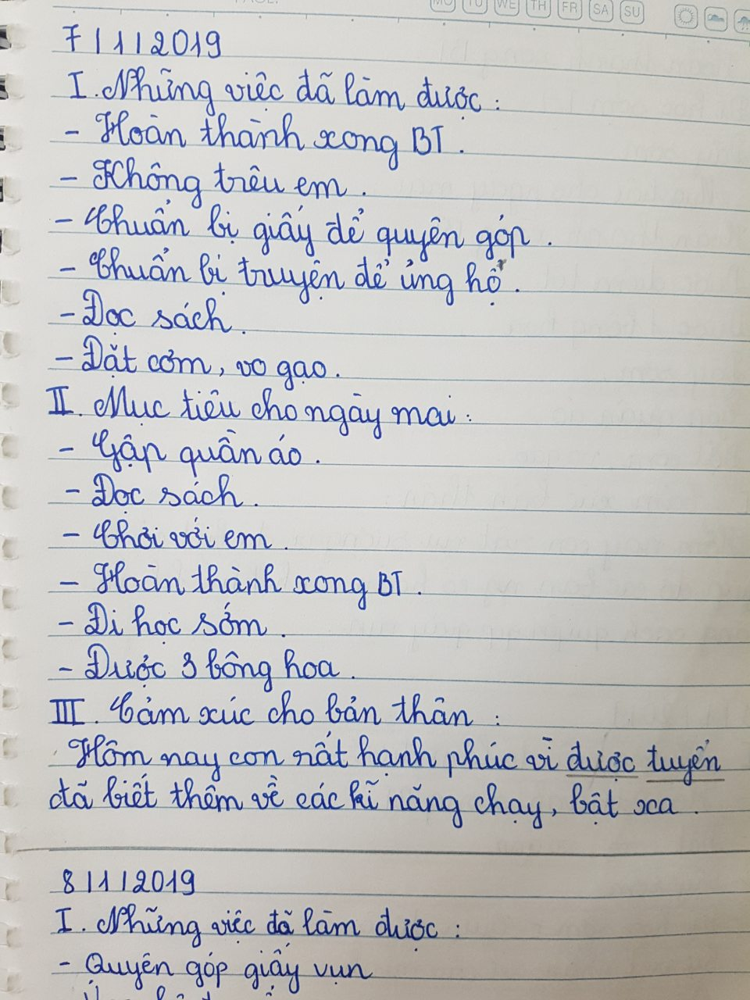 MO TU WE TH FR SA SU
7/1/2019
I. Những việc đã làm được:
- Hoàn thành xong BT.
- Không trêu em.
- Chuẩn bị giấy để quyên góp.
- Chuẩn bị truyện để ủng hộ.
- Đọc sách.
- Đặt cơm, vo gạo.
II. Mục tiêu cho ngày mai:
- Gập quần áo.
- Đọc sách.
- Chơi với em.
- Hoàn thành xong BT.
- Đi học sớm.
- Được 3 bông hoa.
III. Cảm xúc cho bản thân:
Hôm nay con rất hạnh phúc vì được tuyển
đã biết thêm về các kĩ năng chạy, bật xa.
8/1/2019
I. Những việc đã làm được:
- Quyên góp giấy vụn